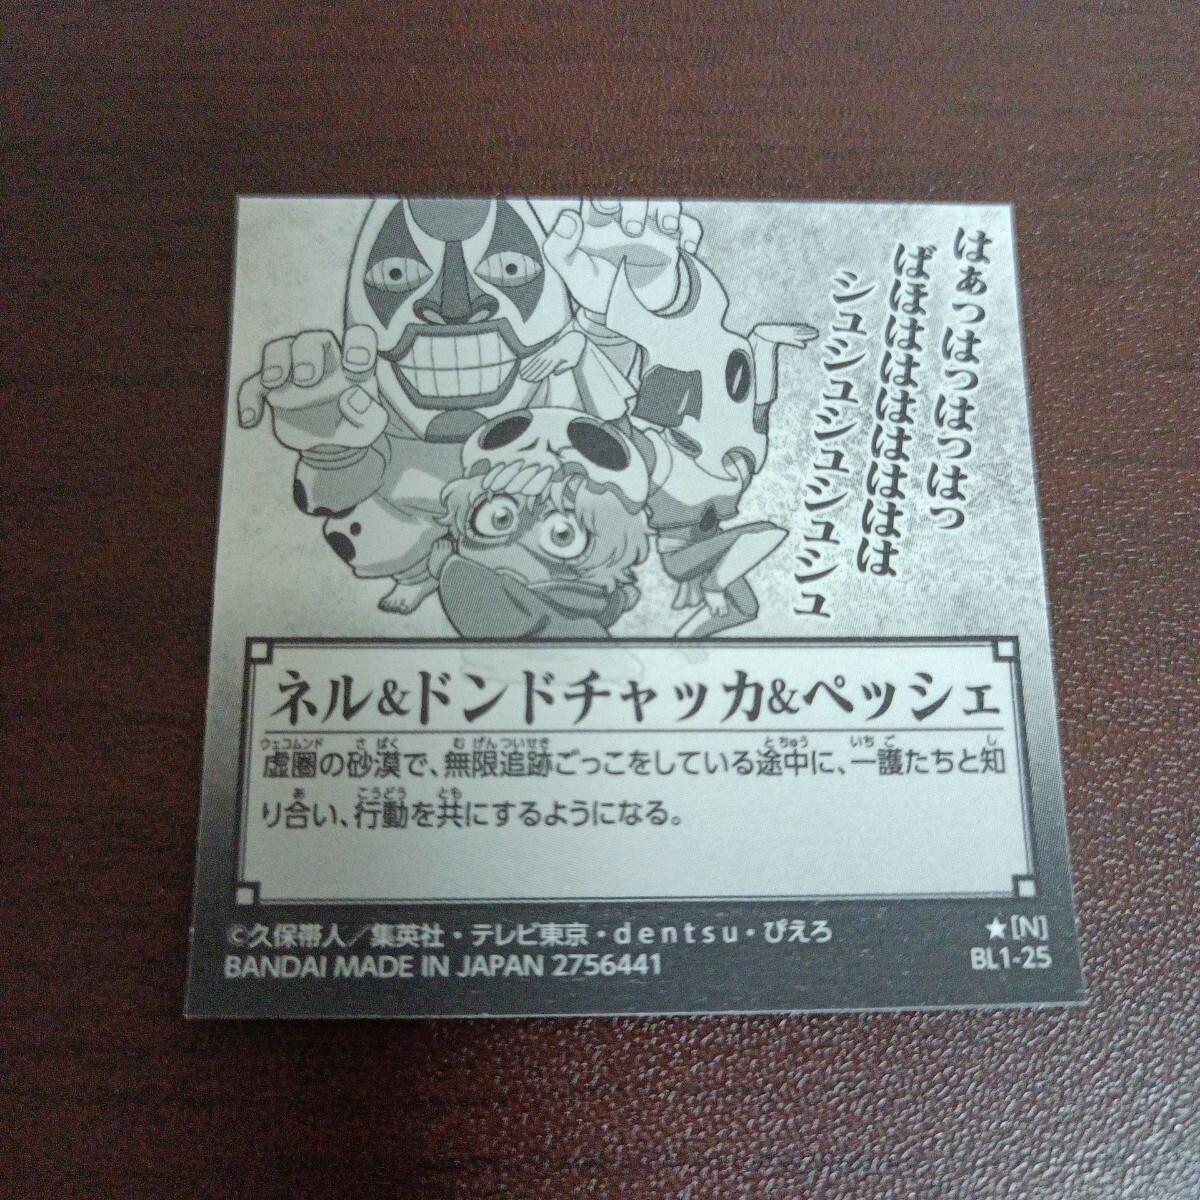 はぁっはっはっはっ
ばほはははははは
シュシュシュシュシュ
ネル&ドンドチャッカ&ペッシェ
虚圏の砂漠で、無限追跡ごっこをしている途中に、一護たちと知
り合い、行動を共にするようになる。
©久保帯人/集英社・テレビ東京・dentsu・ぴえろ
BANDAI MADE IN JAPAN 2756441
★[N]
BL1-25